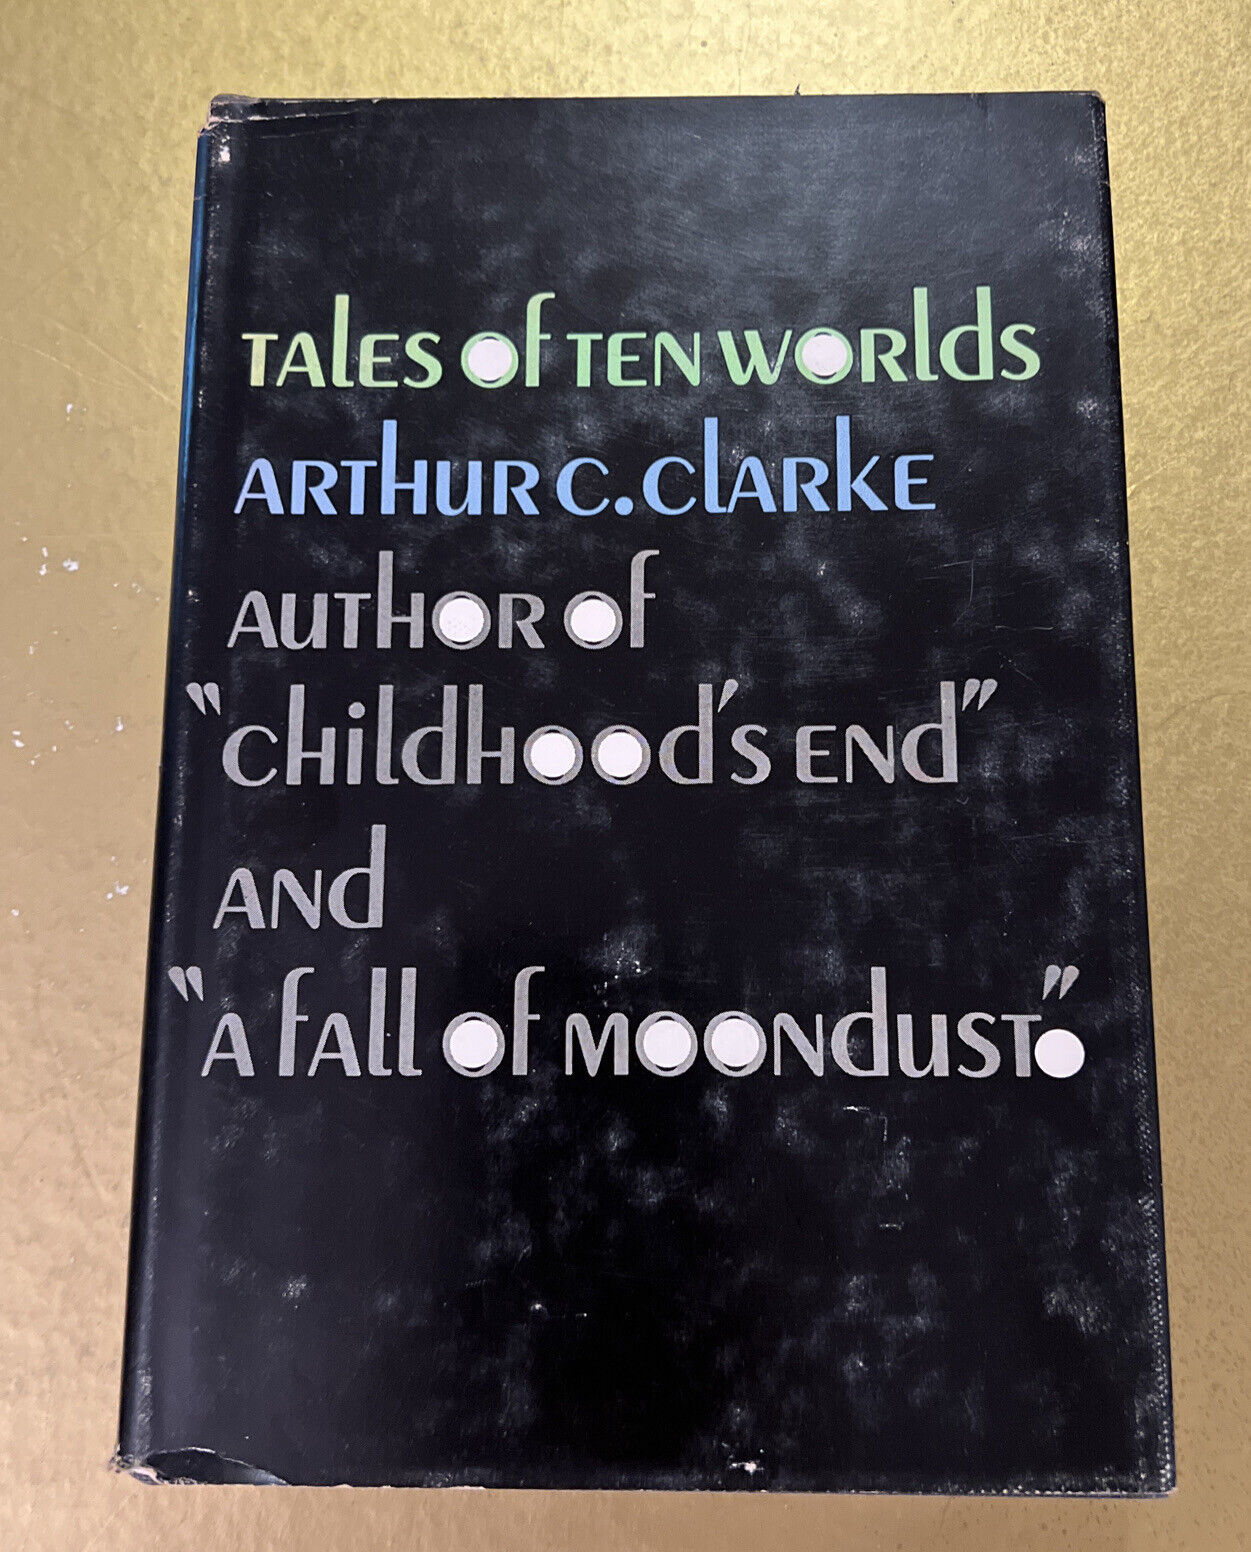 TAlES of TEN WORlds
ARThUR C. ClARkE
AUThOR of
"ChildhOOd's ENd"
ANd
"A fAll of MOONdUST."